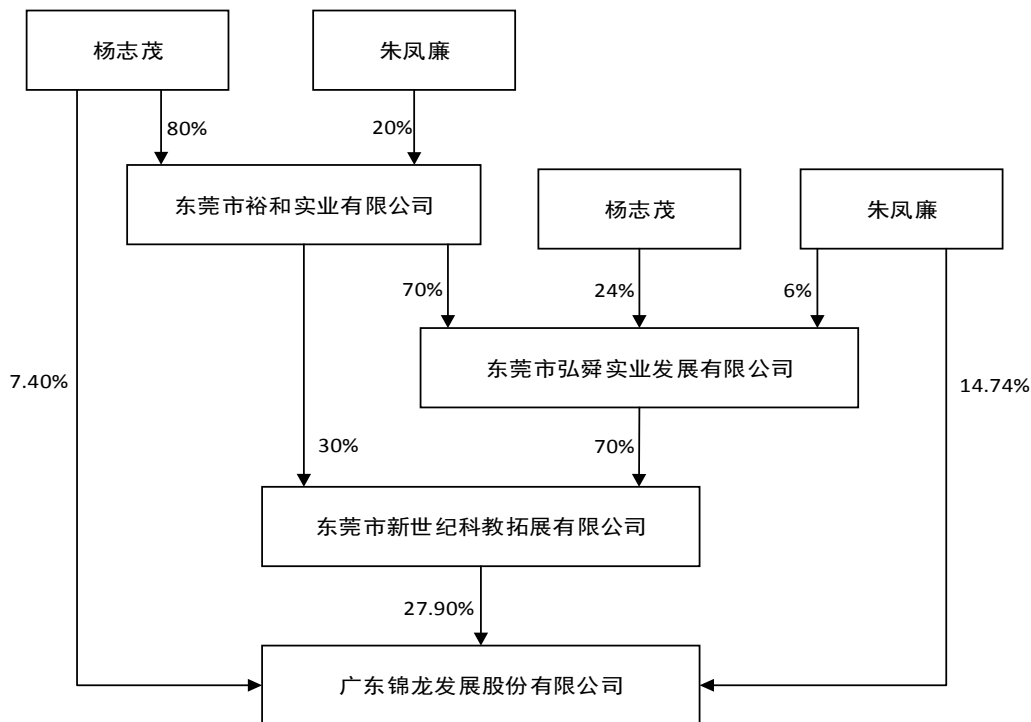 杨志茂
朱凤廉
80%
20%
东莞市裕和实业有限公司
杨志茂
朱凤廉
70%
24%
6%
东莞市弘舜实业发展有限公司
7.40%
14.74%
30%
70%
东莞市新世纪科教拓展有限公司
27.90%
广东锦龙发展股份有限公司